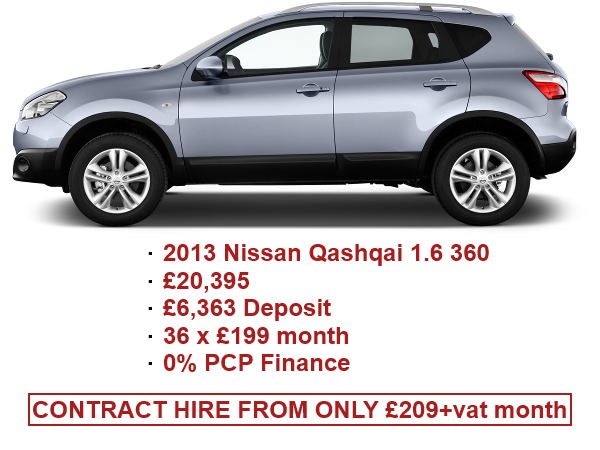 · 2013 Nissan Qashqai 1.6 360
· £20,395
· £6,363 Deposit
· 36 x £199 month
· 0% PCP Finance
CONTRACT HIRE FROM ONLY £209+vat month